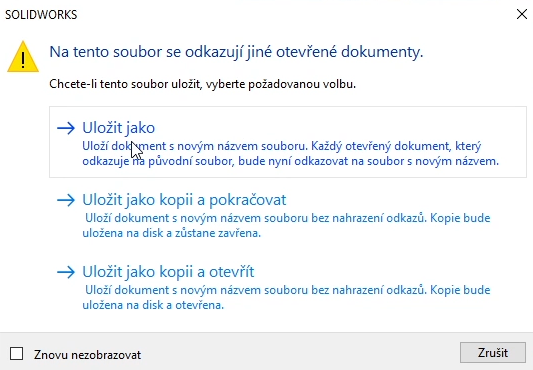 SOLIDWORKS
Na tento soubor se odkazují jiné otevřené dokumenty.
Chcete-li tento soubor uložit, vyberte požadovanou volbu.
Uložit jako
Uloží dokument s novým názvem souboru. Každý otevřený dokument, který
odkazuje na původní soubor, bude nyní odkazovat na soubor s novým názvem.
Uložit jako kopii a pokračovat
Uloží dokument s novým názvem souboru bez nahrazení odkazů. Kopie bude
uložena na disk a zůstane zavřena.
Uložit jako kopii a otevřít
Uloží dokument s novým názvem souboru bez nahrazení odkazů. Kopie bude
uložena na disk a otevřena.
Znovu nezobrazovat
Zrušit